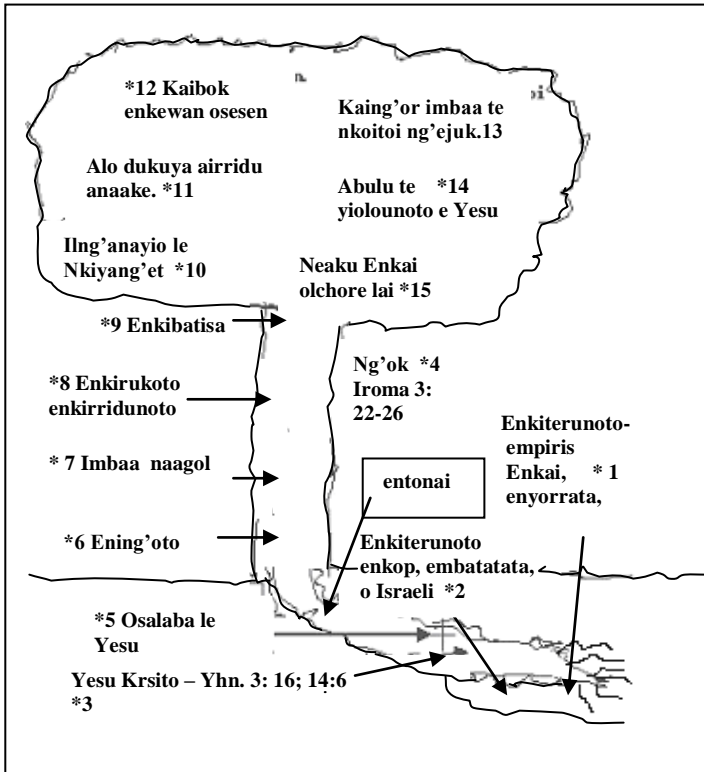 *12 Kaibok
enkewan osesen
Kaing'or imbaa te
nkoitoi ng'ejuk.13
Alo dukuya airridu
anaake. *11
Abulu te *14
yiolounoto e Yesu
Ilng'anayio le
Nkiyang'et *10
Neaku Enkai
olchore lai *15
*9 Enkibatisa
Ng'ok *4
Iroma 3:
22-26
*8 Enkirukoto
enkirridunoto
Enkiterunoto-
empiris
Enkai, * 1
enyorrata,
* 7 Imbaa naagol
entonai
*6 Ening'oto
Enkiterunoto
enkop, embatatata,
o Israeli *2
*5 Osalaba le
Yesu
Yesu Krsito – Yhn. 3: 16; 14:6
*3